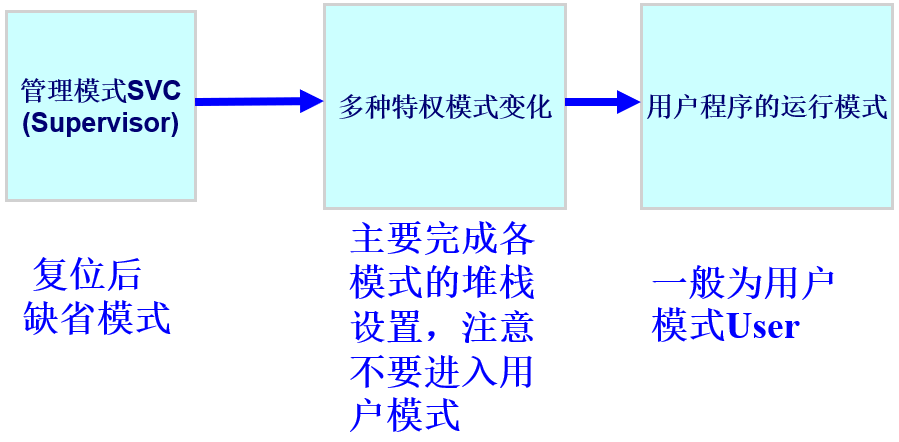 管理模式SVC
(Supervisor)
多种特权模式变化
用户程序的运行模式
复位后
缺省模式
主要完成各
模式的堆栈
设置，注意
不要进入用
户模式
一般为用户
模式User